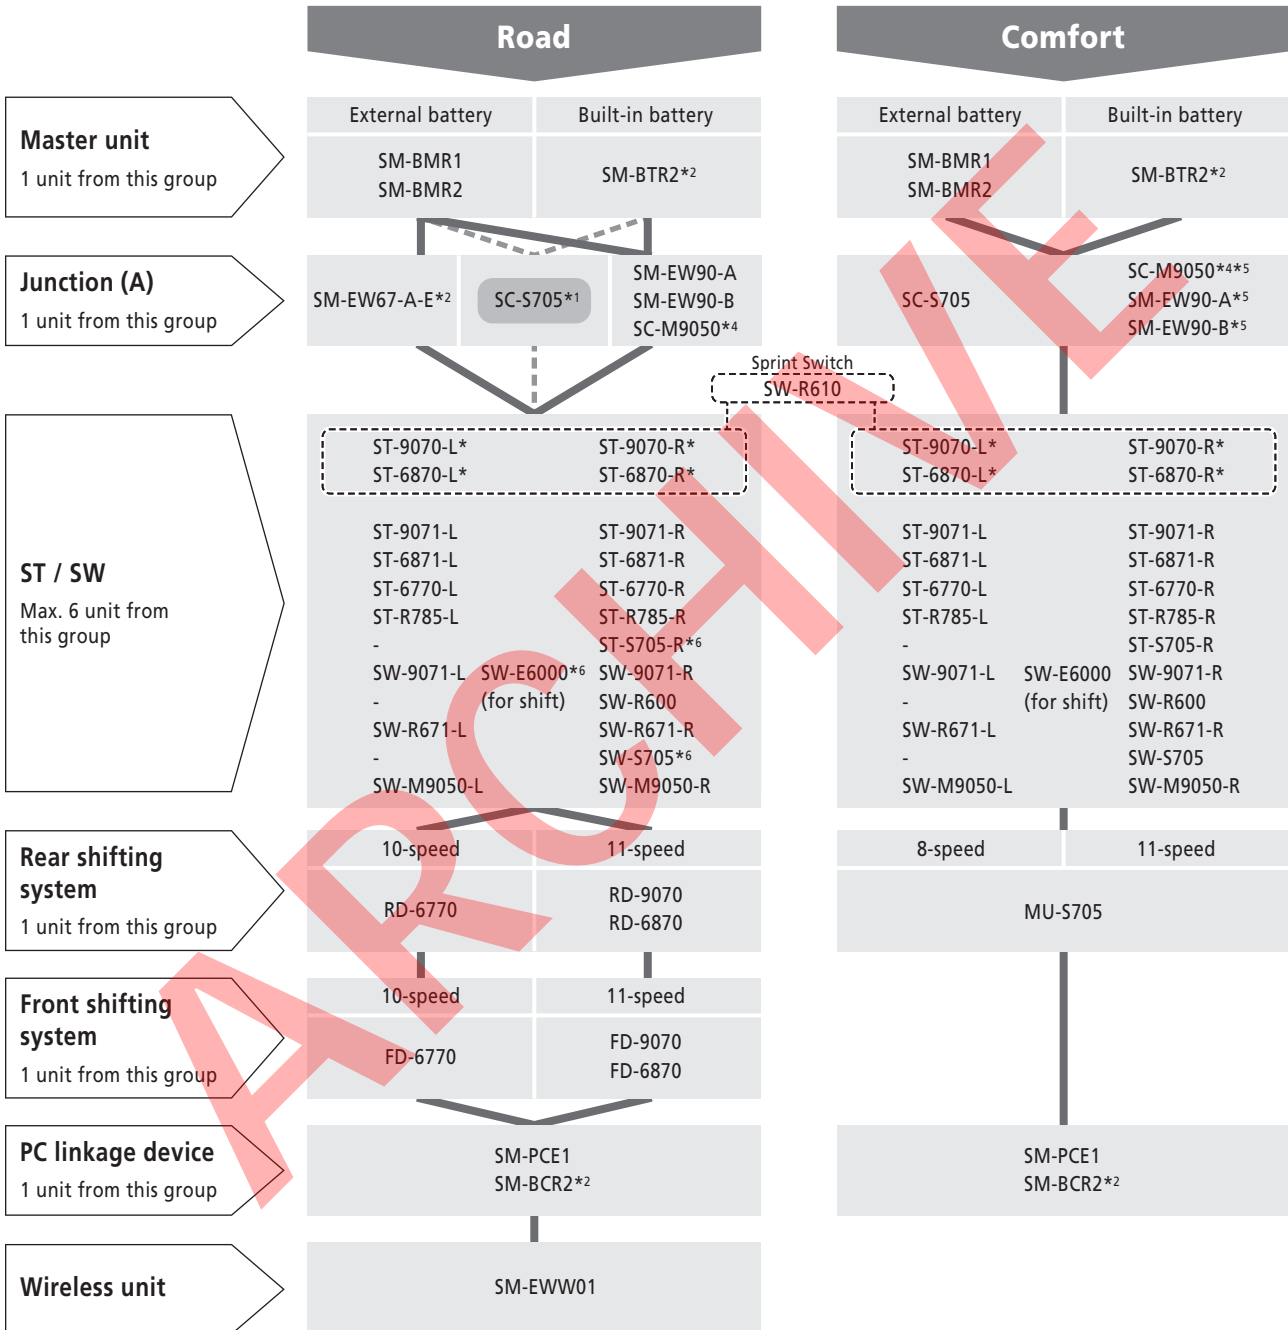 Road
Comfort
Master unit
1 unit from this group
External battery
Built-in battery
SM-BMR1
SM-BMR2
SM-BTR2*2
External battery
Built-in battery
SM-BMR1
SM-BMR2
SM-BTR2*2
Junction (A)
1 unit from this group
SM-EW67-A-E*2
SC-S705*1
SM-EW90-A
SM-EW90-B
SC-M9050*4
SC-S705
SC-M9050*4*5
SM-EW90-A*5
SM-EW90-B*5
Sprint Switch
SW-R610
ST / SW
Max. 6 unit from
this group
ST-9070-L* ST-9070-R*
ST-6870-L* ST-6870-R*
ST-9071-L ST-9071-R
ST-6871-L ST-6871-R
ST-6770-L ST-6770-R
ST-R785-L ST-R785-R
- ST-S705-R*6
SW-9071-L SW-E6000*6 SW-9071-R
- (for shift) SW-R600
SW-R671-L SW-R671-R
- SW-S705*6
SW-M9050-L SW-M9050-R
ST-9070-L* ST-9070-R*
ST-6870-L* ST-6870-R*
ST-9071-L ST-9071-R
ST-6871-L ST-6871-R
ST-6770-L ST-6770-R
ST-R785-L ST-R785-R
- ST-S705-R
SW-9071-L SW-E6000 SW-9071-R
- (for shift) SW-R600
SW-R671-L SW-R671-R
- SW-S705
SW-M9050-L SW-M9050-R
Rear shifting
system
1 unit from this group
10-speed
11-speed
RD-6770
RD-9070
RD-6870
8-speed
11-speed
MU-S705
Front shifting
system
1 unit from this group
10-speed
11-speed
FD-6770
FD-9070
FD-6870
PC linkage device
1 unit from this group
SM-PCE1
SM-BCR2*2
SM-PCE1
SM-BCR2*2
Wireless unit
SM-EWW01
ARCHIVE